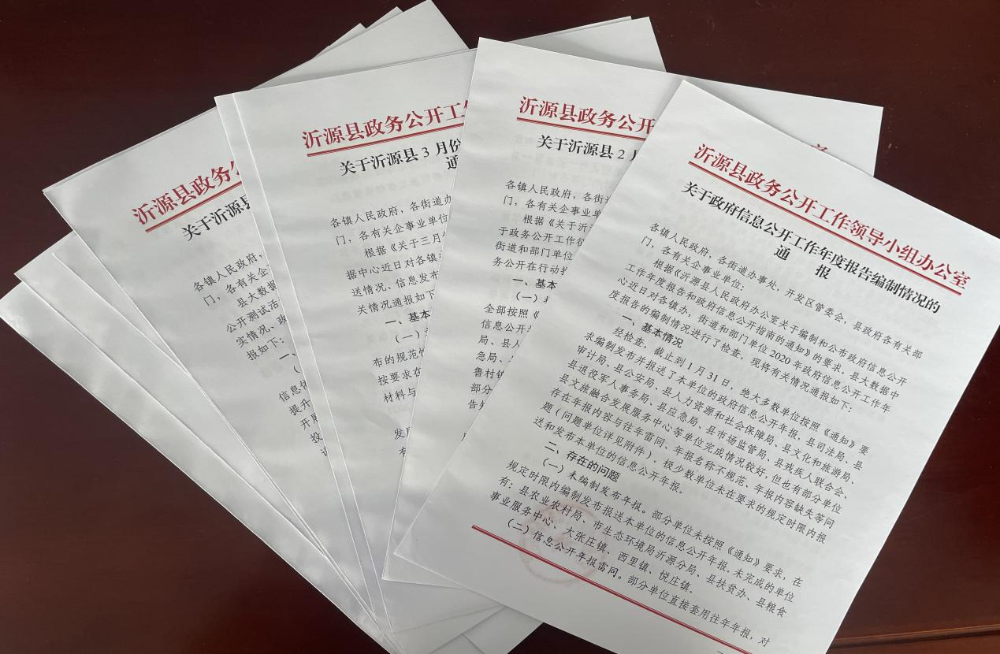 沂源县政务公
关于沂源县
各镇人民政府,
门,各有关企
县大数据
公开测试活
实情况、政
报如下:
一、
信息依
提升
开展
投
沂源县政务公开工
关于沂源县 3 月份
通
各镇人民政府,各街道办
门,各有关企事业单位
根据《关于三月
据中心近日对各镇
送情况、信息发布
关情况通报如下
一、基本
(一)
布的规范性
按要求在
材料与
发
有
沂源县政务公开
关于沂源县 2 月
各镇人民政府,各街
门,各有关企事业单
根据《关于沂
于政务公开工作
街道和部门单位
务公开在行动
一、基本
(一)
全部按照《
信息公开
局、县人
急局、
鲁村镇
部分
告知
沂源县政务公开工作领导小组办公室
关于政府信息公开工作年度报告编制情况的
通 报
各镇人民政府,各街道办事处,开发区管委会,县政府各有关部
门,各有关企事业单位:
根据《沂源县人民政府办公室关于编制和公布政府信息公开
工作年度报告和政府信息公开指南的通知》的要求,县大数据中
心近日对各镇办,街道和部门单位 2020 年政府信息公开工作年
度报告的编制情况进行了检查,现将有关情况通报如下:
一、基本情况
经检查,截止到 1 月 31 日,绝大多数单位按照《通知》要
求编制发布并报送了本单位的政府信息公开年报。县司法局、县
审计局、县公安局、县人力资源和社会保障局、县文化和旅游局、
县退役军人事务局、县应急局、县市场监管局、县残疾人联合会、
县文旅融合发展服务中心等单位完成情况较好,但也有部分单位
存在年报内容与往年雷同、年报名称不规范、年报内容缺失等问
题(问题单位详见附件)。极少数单位未在要求的规定时限内报
送和发布本单位的信息公开年报。
二、存在的问题
(一)未编制发布年报。部分单位未按照《通知》要求,在
规定时限内编制发布报送本单位的信息公开年报。未完成的单位
有:县农业农村局、市生态环境局沂源分局、县扶贫办、县粮食
事业服务中心、大张庄镇、西里镇、悦庄镇。
(二)信息公开年报雷同。部分单位直接套用往年年报,对